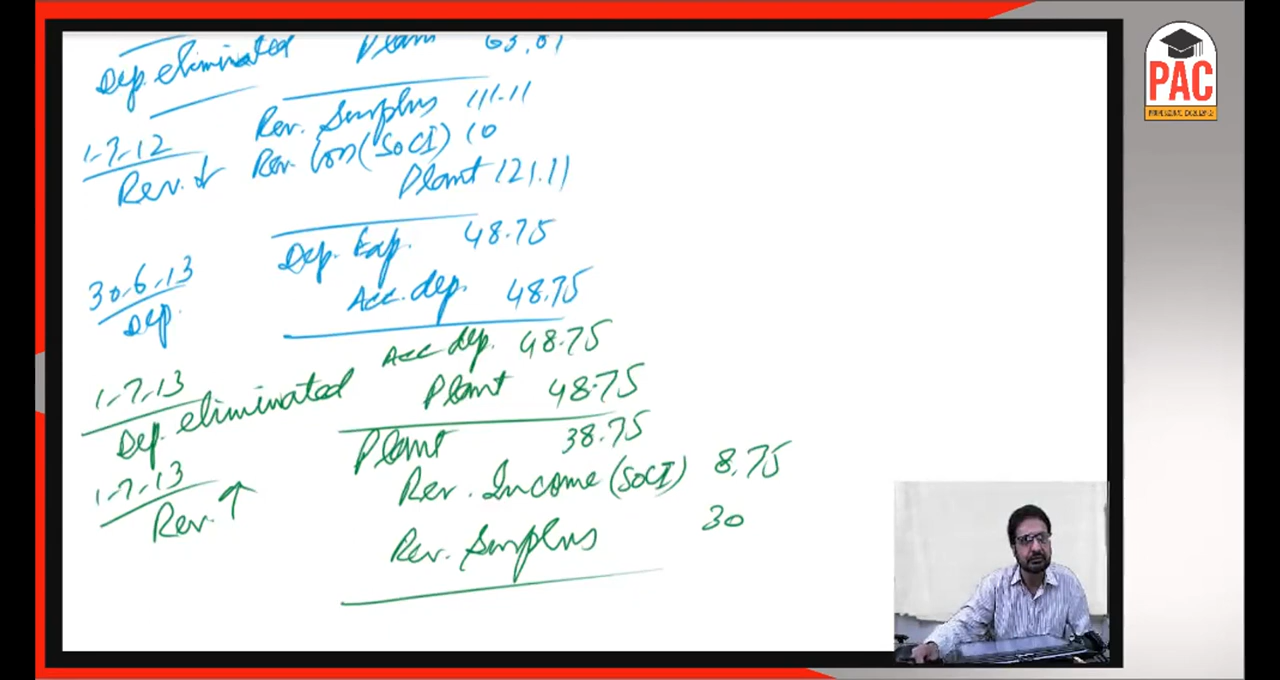 Dep. eliminated Plant
Rev. Surplus 111.11
1-7-12 Rev. Loss (SOCI) 10
Rev. ↓
Plant 121.11
Dep. Exp. 48.75
30.6.13
Acc. dep. 48.75
Dep.
Acc dep. 48.75
1-7-13
Plant 48.75
Dep. eliminated
Plant 38.75
1-7-13
Rev. Income (SOCI) 8.75
Rev. ↑
Rev. Surplus 30
PAC